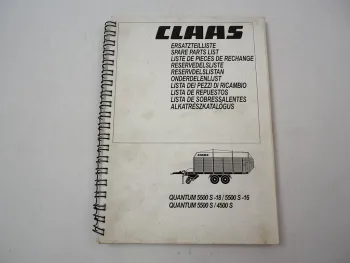 CLAAS
ERSATZTEILLISTE
SPARE PARTS LIST
LISTE DE PIECES DE RECHANGE
RESERVEDELSLISTE
RESERVDELSLISTAN
ONDERDELENLIJST
LISTA DEI PEZZI DI RICAMBIO
LISTA DE REPUESTOS
LISTA DE SOBRESSALENTES
ALKATRÉSZKATALÓGUS
CLAAS
QUANTUM 5500 S -18 / 5500 S -16
QUANTUM 5500 S / 4500 S